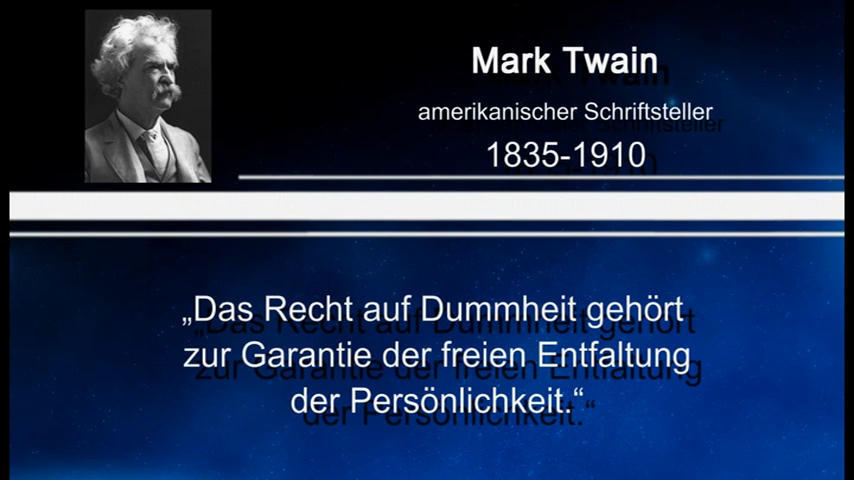 Mark Twain
amerikanischer Schriftsteller
1835-1910
„Das Recht auf Dummheit gehört
zur Garantie der freien Entfaltung
der Persönlichkeit.“